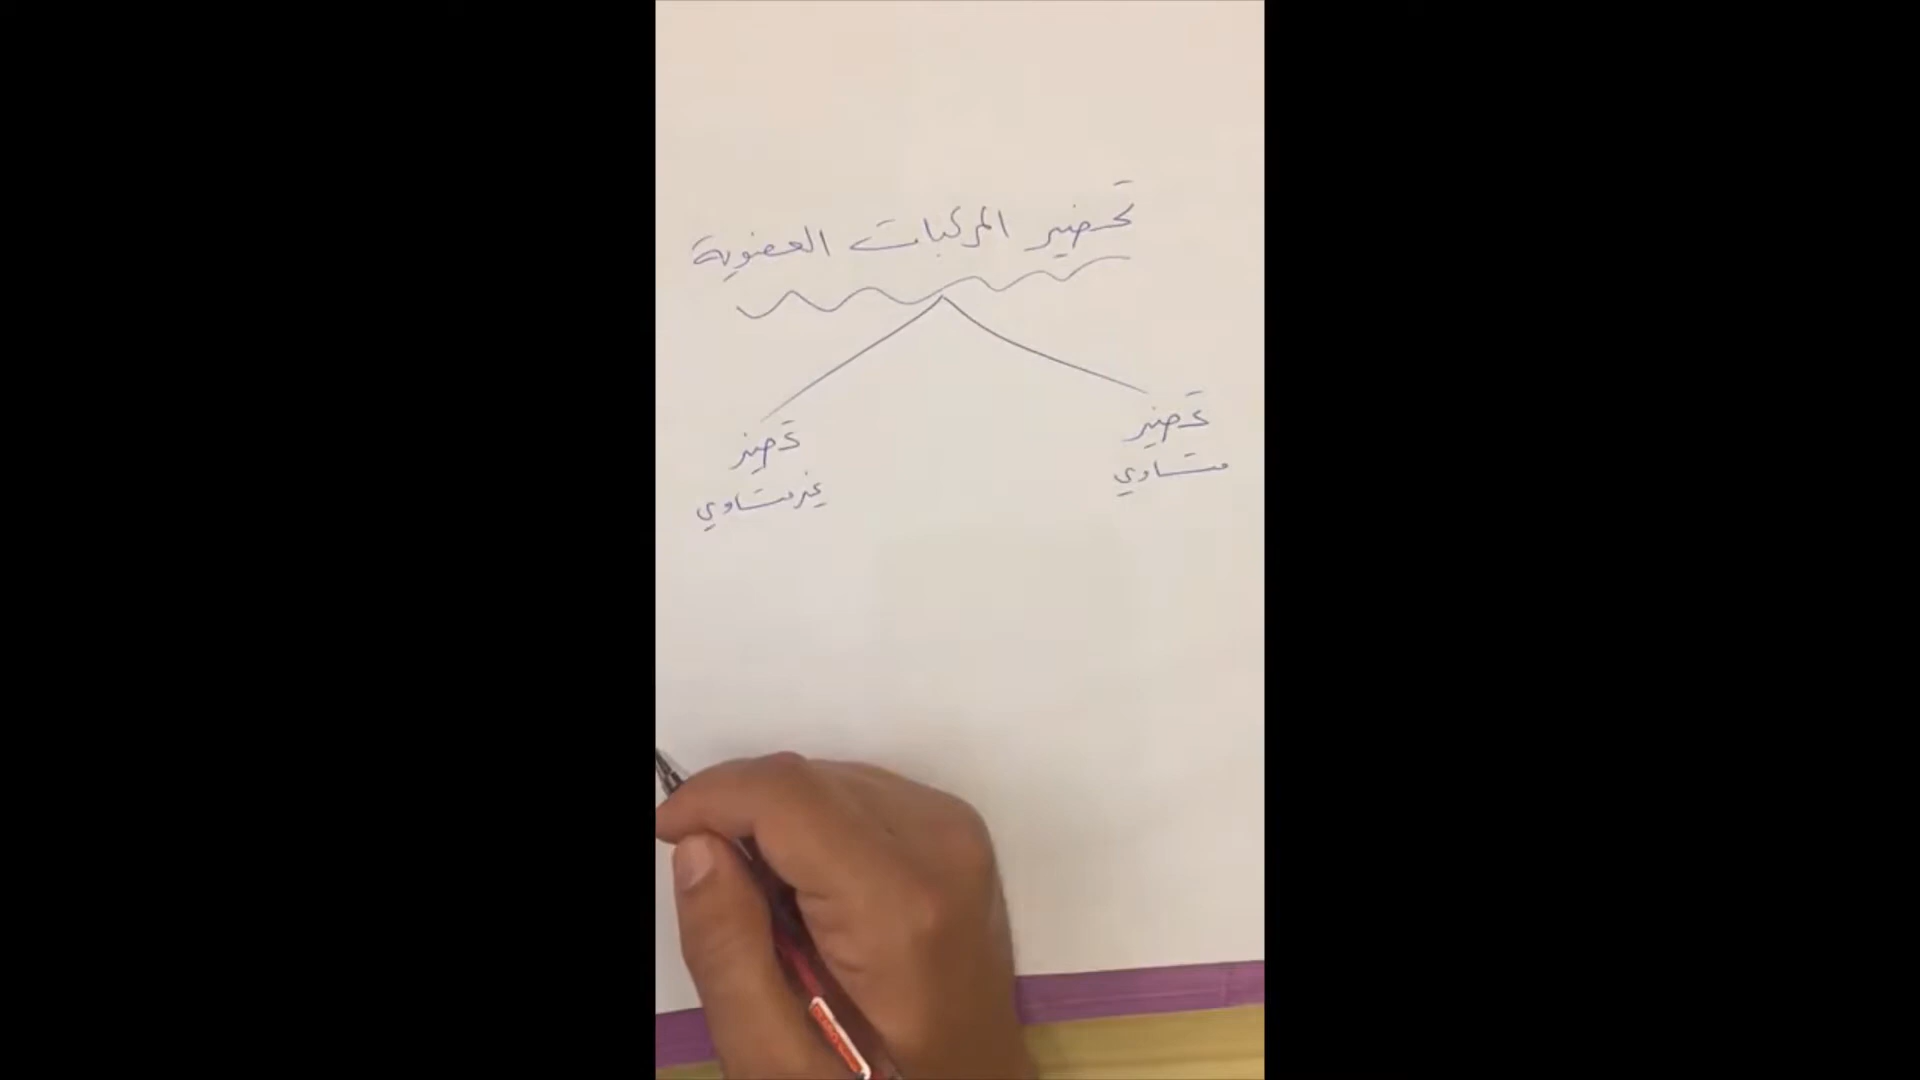 تحضير المركبات العضوية
تحضير
متساوي
تحضير
غير متساوي